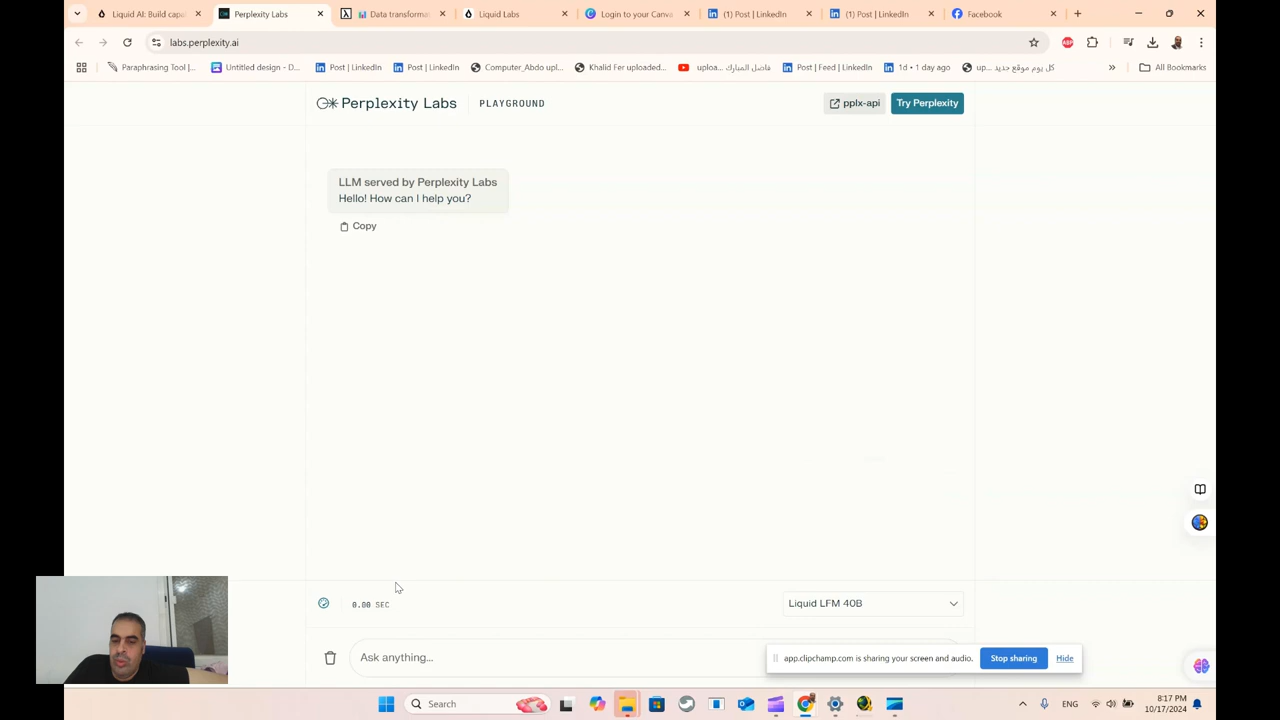 Liquid AI: Build capa
Perplexity Labs
Data transforma
Liquid Labs
Login to your Canva
(1) Post | LinkedIn
(1) Post | LinkedIn
Facebook
labs.perplexity.ai
ABP
Paraphrasing Tool |...
Untitled design - D...
Post | LinkedIn
Post | LinkedIn
Computer_Abdo upl...
Khalid Fer uploaded...
فاضل المبارك uploa...
Post | Feed | LinkedIn
1d • 1 day ago
كل يوم موقع جديد up...
All Bookmarks
Perplexity Labs
PLAYGROUND
pplx-api
Try Perplexity
LLM served by Perplexity Labs
Hello! How can I help you?
Copy
0.00 SEC
Liquid LFM 40B
Ask anything...
app.clipchamp.com is sharing your screen and audio.
Stop sharing
Hide
Search
ENG
8:17 PM
10/17/2024